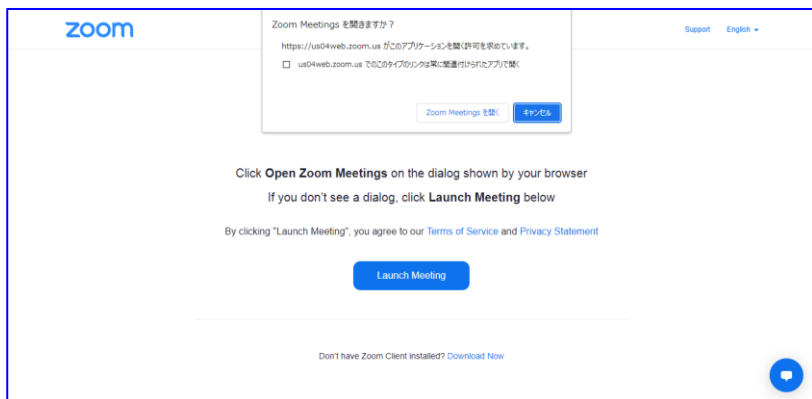 zoom
Zoom Meetings を開きますか？
https://us04web.zoom.us がこのアプリケーションを開く許可を求めています。
us04web.zoom.us でのこのタイプのリンクは常に関連付けられたアプリで開く
Zoom Meetings を開く キャンセル
Support English
Click Open Zoom Meetings on the dialog shown by your browser
If you don't see a dialog, click Launch Meeting below
By clicking "Launch Meeting", you agree to our Terms of Service and Privacy Statement
Launch Meeting
Don't have Zoom Client installed? Download Now